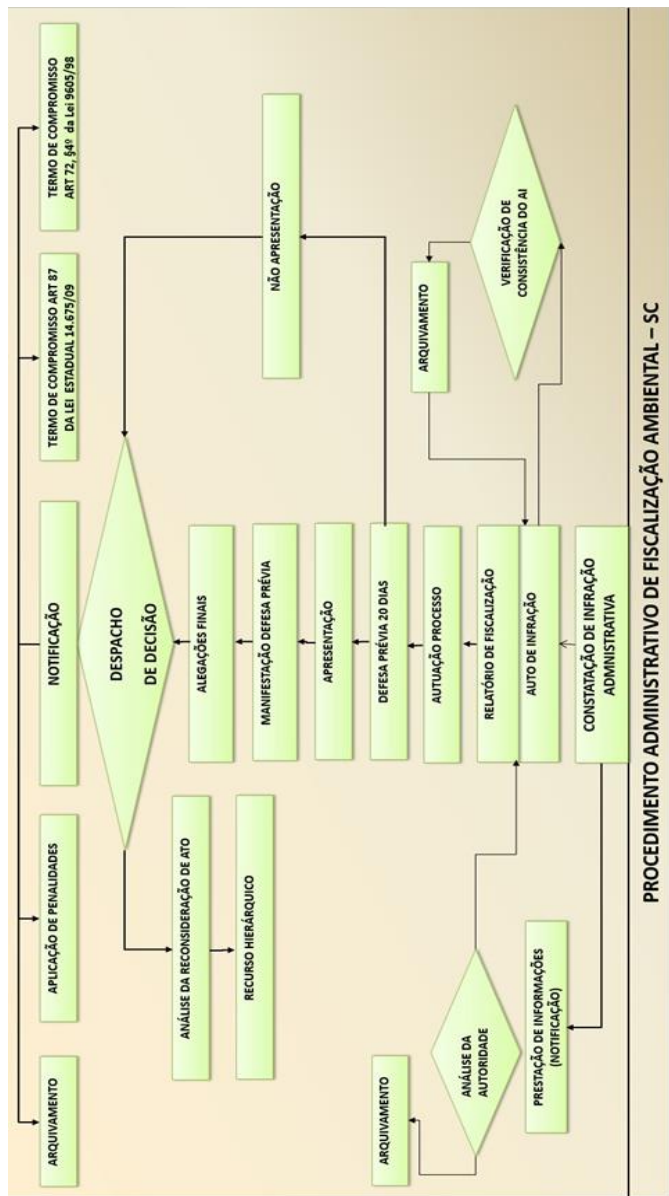 ARQUIVAMENTO
APLICAÇÃO DE PENALIDADES
NOTIFICAÇÃO
TERMO DE COMPROMISSO ART 87
DA LEI ESTADUAL 14.675/09
TERMO DE COMPROMISSO
ART 72, §4º da Lei 9605/98
DESPACHO
DE DECISÃO
ANÁLISE DA RECONSIDERAÇÃO DE ATO
RECURSO HIERÁRQUICO
ALEGAÇÕES FINAIS
MANIFESTAÇÃO DEFESA PRÉVIA
APRESENTAÇÃO
NÃO APRESENTAÇÃO
DEFESA PRÉVIA 20 DIAS
AUTUAÇÃO PROCESSO
ARQUIVAMENTO
ARQUIVAMENTO
ANÁLISE DA
AUTORIDADE
RELATÓRIO DE FISCALIZAÇÃO
AUTO DE INFRAÇÃO
VERIFICAÇÃO DE
CONSISTÊNCIA DO AI
PRESTAÇÃO DE INFORMAÇÕES
(NOTIFICAÇÃO)
CONSTATAÇÃO DE INFRAÇÃO
ADMINISTRATIVA
PROCEDIMENTO ADMINISTRATIVO DE FISCALIZAÇÃO AMBIENTAL – SC